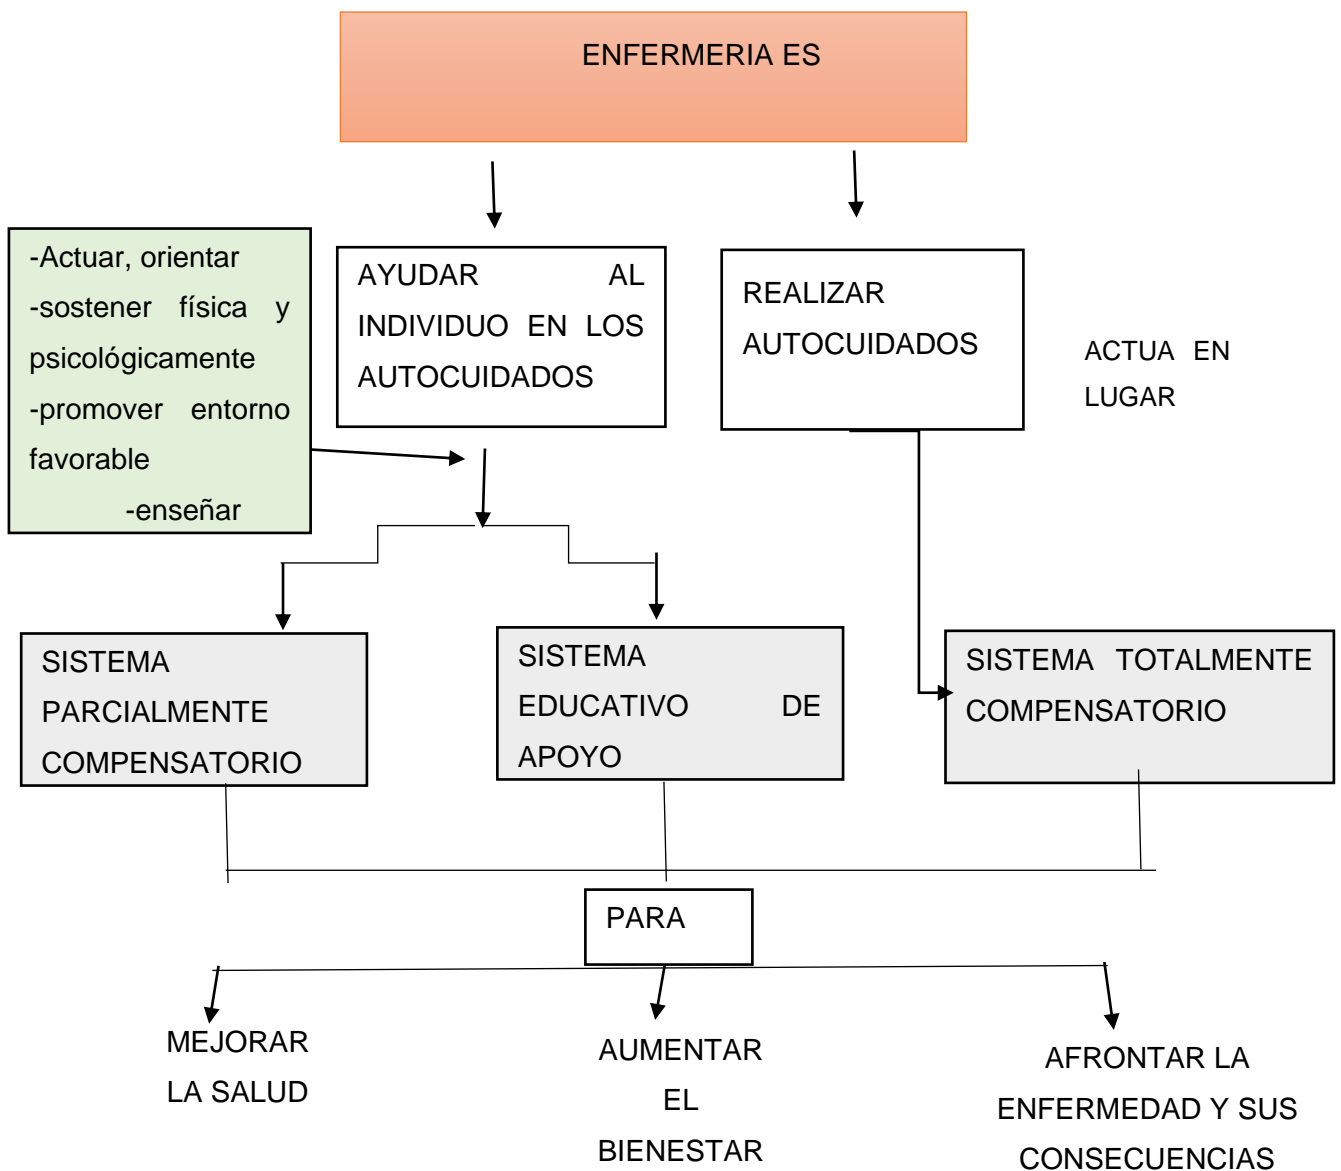 ENFERMERIA ES
-Actuar, orientar
-sostener física y
psicológicamente
-promover entorno
favorable
-enseñar
AYUDAR AL
INDIVIDUO EN LOS
AUTOCUIDADOS
REALIZAR
AUTOCUIDADOS
ACTUA EN
LUGAR
SISTEMA
PARCIALMENTE
COMPENSATORIO
SISTEMA
EDUCATIVO DE
APOYO
SISTEMA TOTALMENTE
COMPENSATORIO
PARA
MEJORAR
LA SALUD
AUMENTAR
EL
BIENESTAR
AFRONTAR LA
ENFERMEDAD Y SUS
CONSECUENCIAS